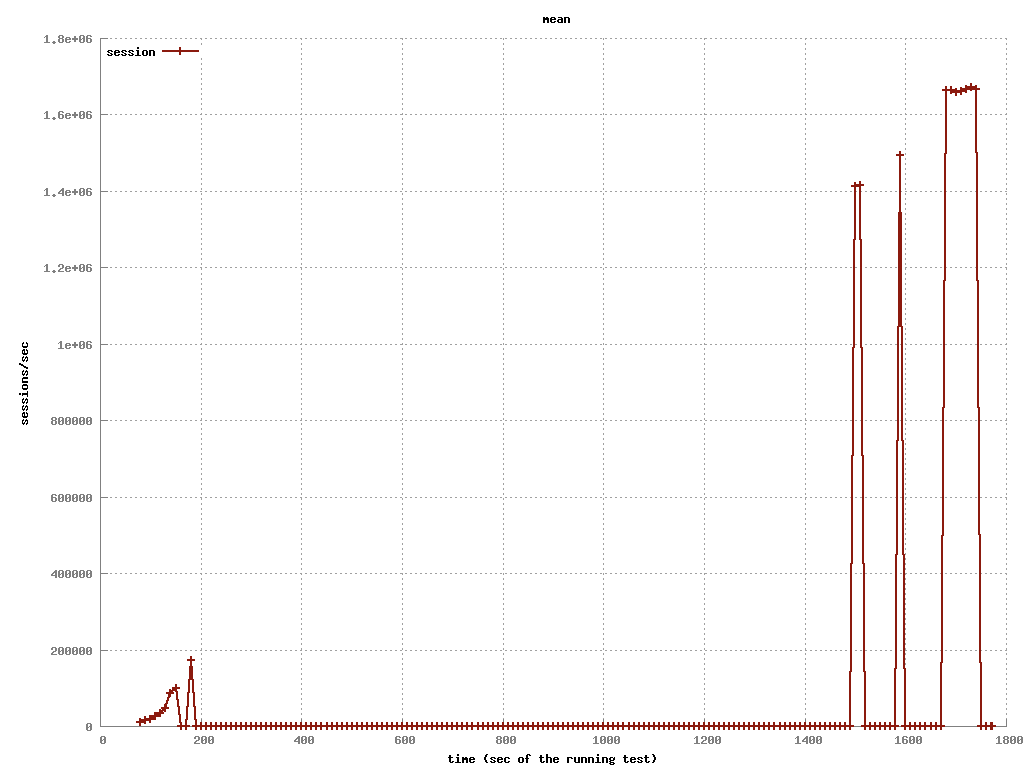 mean
1.8e+06
session
1.6e+06
1.4e+06
1.2e+06
1e+06
sessions/sec
800000
600000
400000
200000
0
0 200 400 600 800 1000 1200 1400 1600 1800
time (sec of the running test)